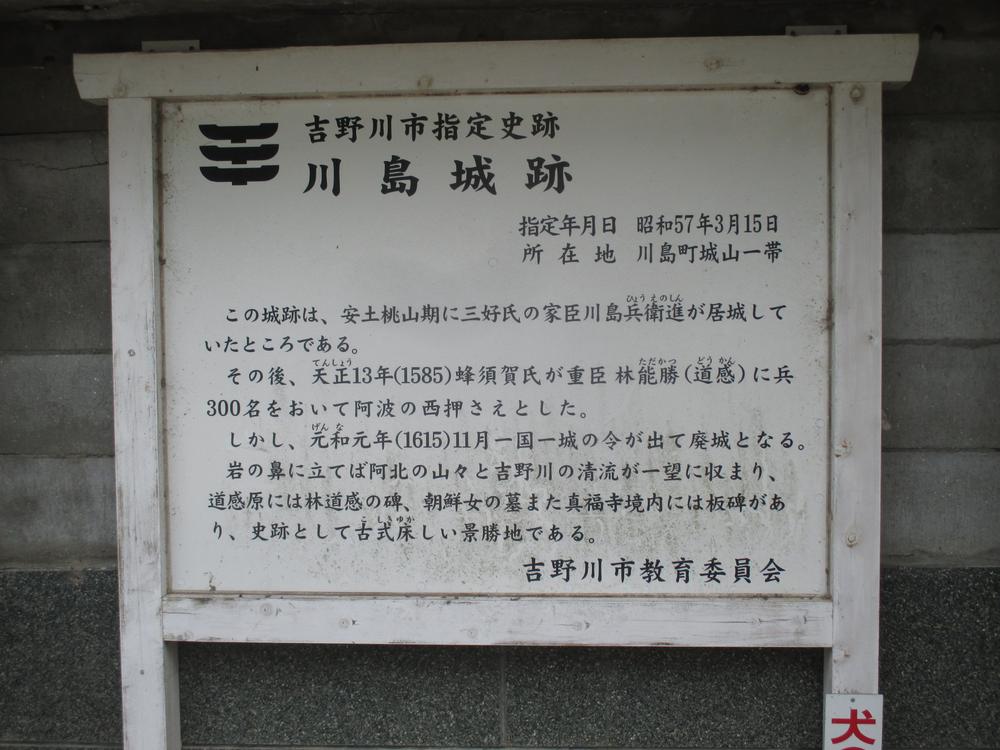 吉野川市指定史跡
川島城跡
指定年月日 昭和57年3月15日
所在地 川島町城山一帯
この城跡は、安土桃山期に三好氏の家臣川島兵衛進が居城して
いたところである。
その後、天正13年(1585)蜂須賀氏が重臣 林能勝(道感)に兵
300名をおいて阿波の西押さえとした。
しかし、元和元年(1615)11月一国一城の令が出て廃城となる。
岩の鼻に立てば阿北の山々と吉野川の清流が一望に収まり、
道感原には林道感の碑、朝鮮女の墓また真福寺境内には板碑があ
り、史跡として古式床しい景勝地である。
吉野川市教育委員会
犬